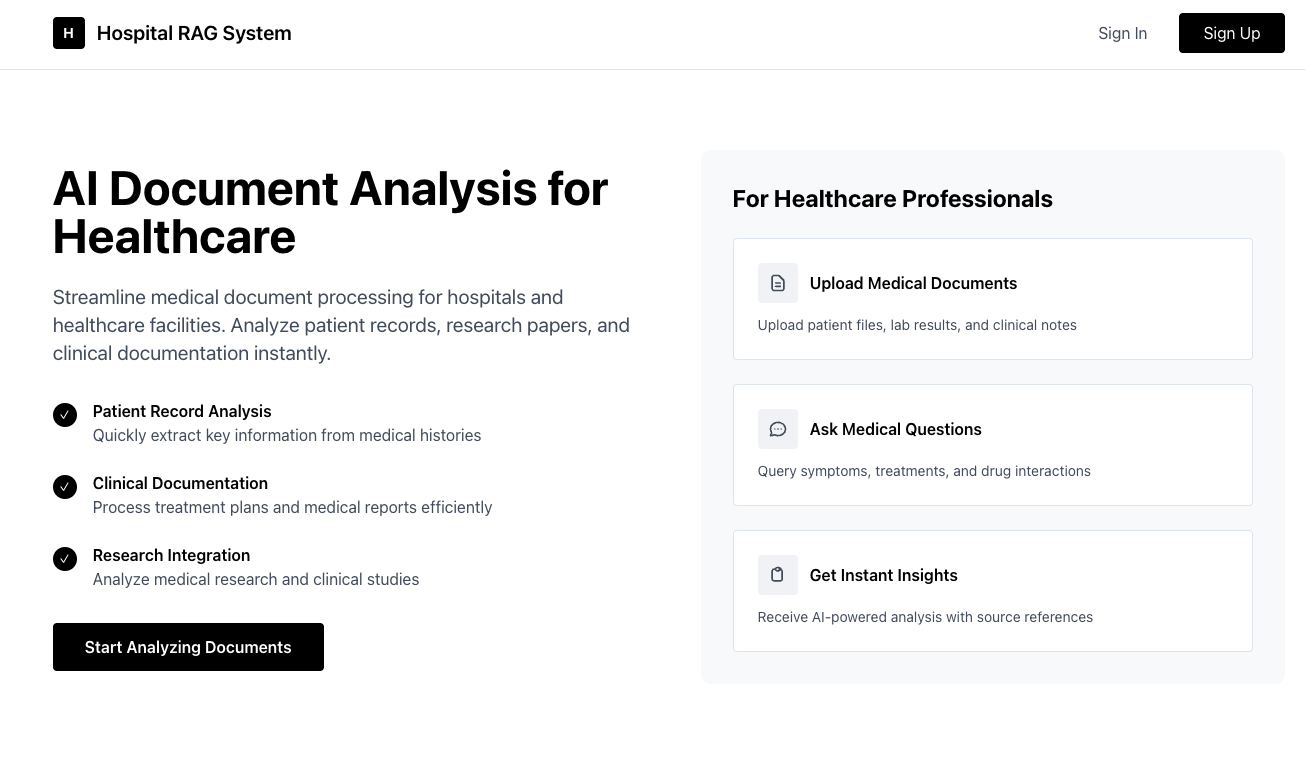 H
Hospital RAG System
Sign In
Sign Up
AI Document Analysis for
Healthcare
Streamline medical document processing for hospitals and
healthcare facilities. Analyze patient records, research papers, and
clinical documentation instantly.
Patient Record Analysis
Quickly extract key information from medical histories
Clinical Documentation
Process treatment plans and medical reports efficiently
Research Integration
Analyze medical research and clinical studies
Start Analyzing Documents
For Healthcare Professionals
Upload Medical Documents
Upload patient files, lab results, and clinical notes
Ask Medical Questions
Query symptoms, treatments, and drug interactions
Get Instant Insights
Receive AI-powered analysis with source references